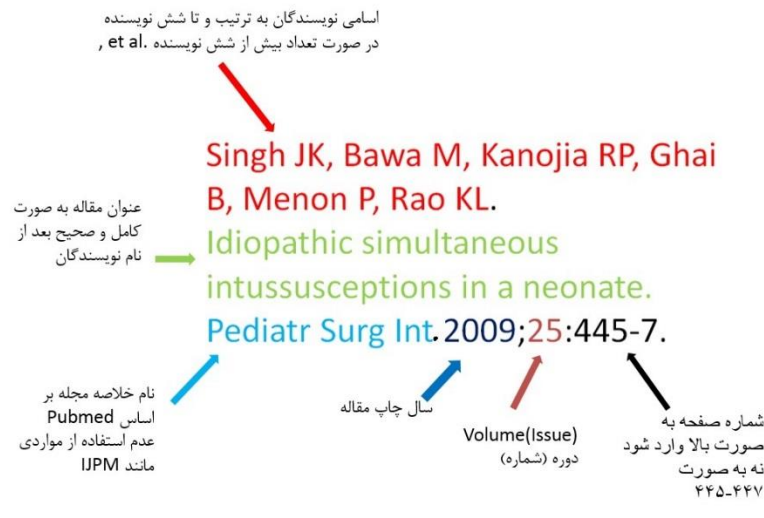 اسامی نویسندگان به ترتیب و تا شش نویسنده
در صورت تعداد بیش از شش نویسنده .et al ,
Singh JK, Bawa M, Kanojia RP, Ghai
B, Menon P, Rao KL.
عنوان مقاله به صورت
کامل و صحیح بعد از
نام نویسندگان
Idiopathic simultaneous
intussusceptions in a neonate.
Pediatr Surg Int. 2009;25:445-7.
نام خلاصه مجله بر
اساس Pubmed
عدم استفاده از مواردی
مانند IJPM
سال چاپ مقاله
Volume(Issue)
دوره (شماره)
شماره صفحه به
صورت بالا وارد شود
نه به صورت
۴۴۵-۴۴۷